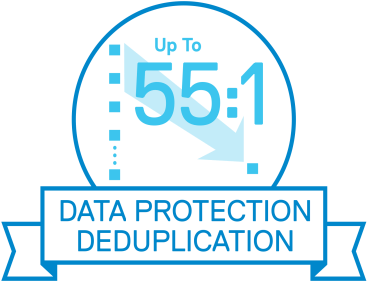 Up To
55:1
DATA PROTECTION
DEDUPLICATION